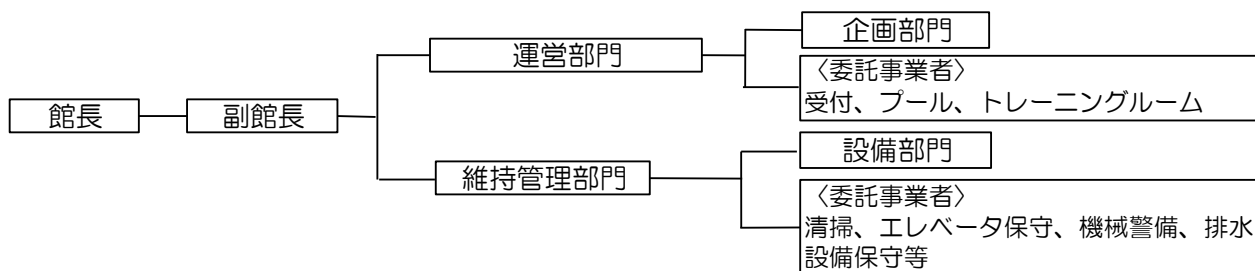 館長
副館長
運営部門
企画部門
〈委託事業者〉
受付、プール、トレーニングルーム
維持管理部門
設備部門
〈委託事業者〉
清掃、エレベータ保守、機械警備、排水
設備保守等